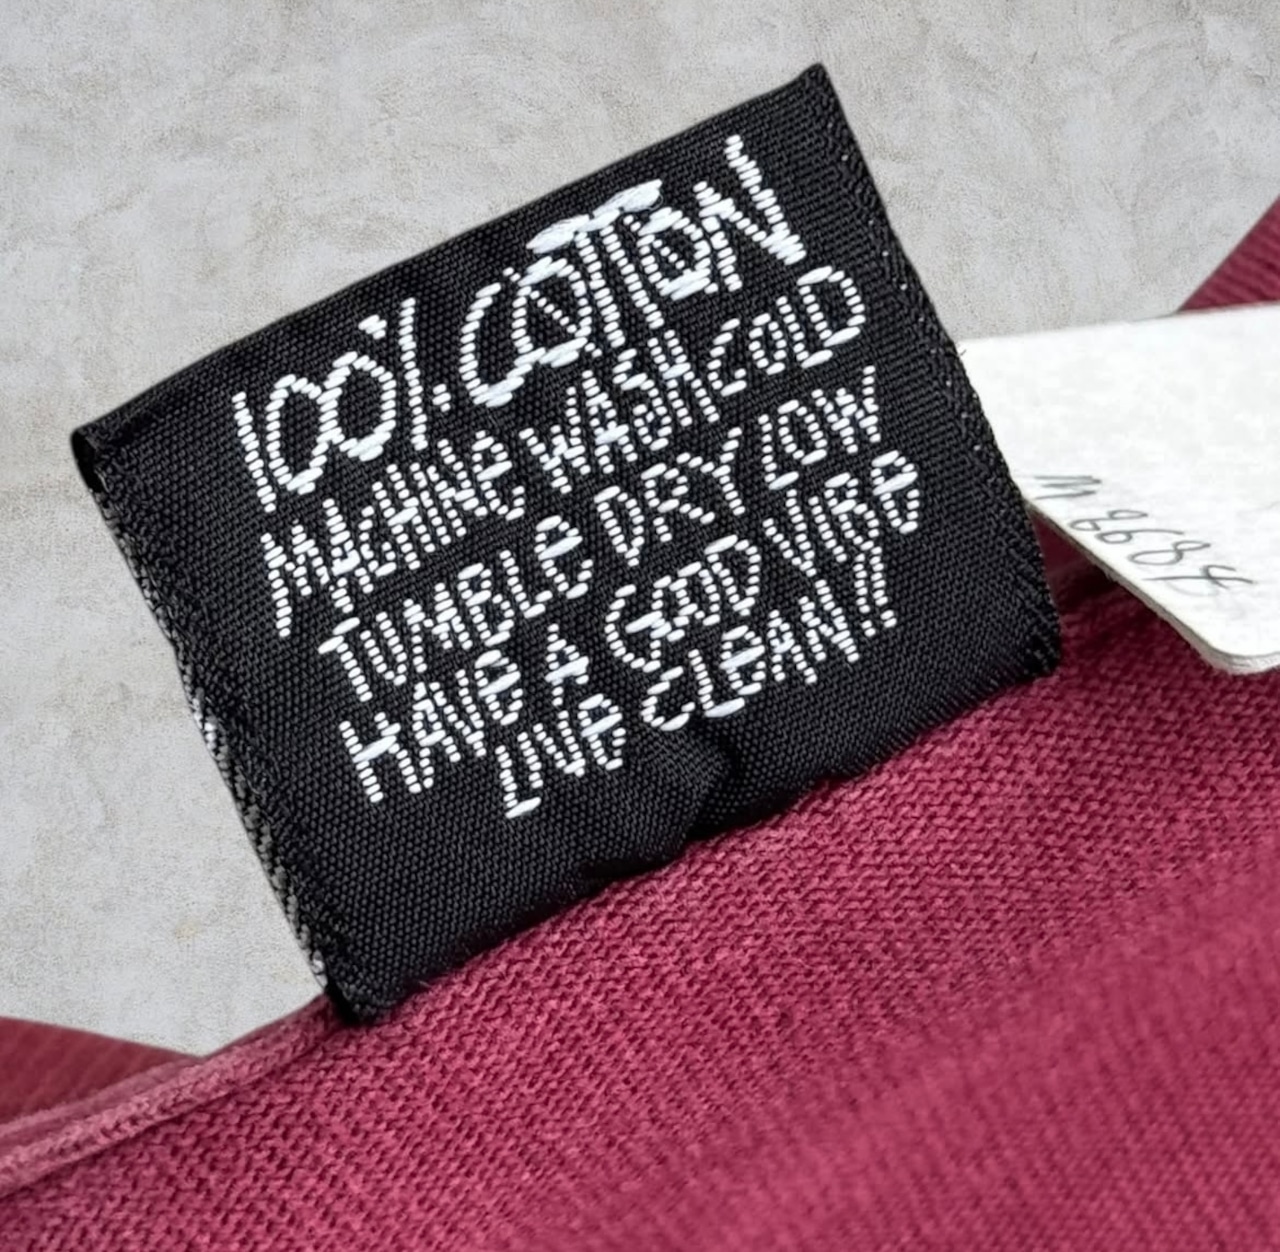 100% COTTON
MACHINE WASH COLD
TUMBLE DRY LOW
HAVE A GOOD VIBE
LIVE CLEAN!!